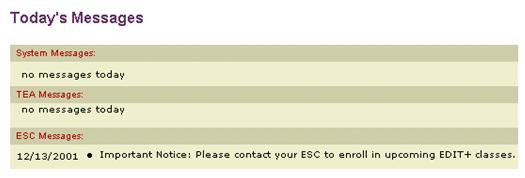 Today's Messages
System Messages:
no messages today
TEA Messages:
no messages today
ESC Messages:
12/13/2001 • Important Notice: Please contact your ESC to enroll in upcoming EDIT+ classes.